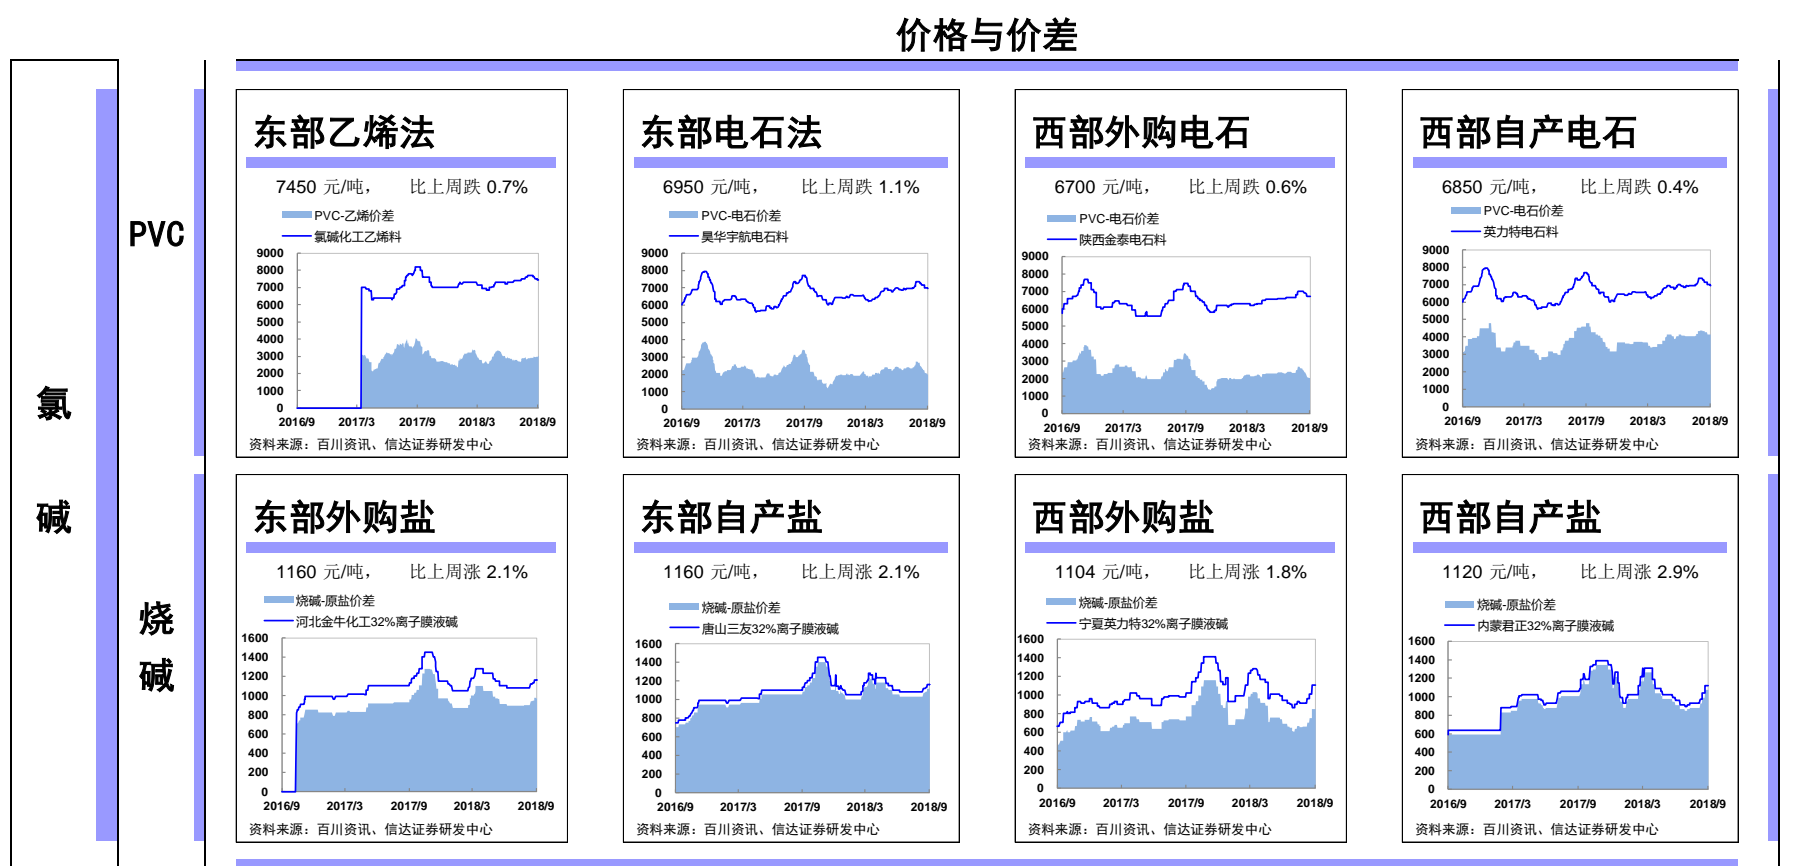 价格与价差
氯
碱
PVC
东部乙烯法
7450 元/吨， 比上周跌 0.7%
PVC-乙烯价差
氯碱化工乙烯料
9000
8000
7000
6000
5000
4000
3000
2000
1000
0
2016/9 2017/3 2017/9 2018/3 2018/9
资料来源：百川资讯、信达证券研发中心
东部电石法
6950 元/吨， 比上周跌 1.1%
PVC-电石价差
昊华宇航电石料
9000
8000
7000
6000
5000
4000
3000
2000
1000
0
2016/9 2017/3 2017/9 2018/3 2018/9
资料来源：百川资讯、信达证券研发中心
西部外购电石
6700 元/吨， 比上周跌 0.6%
PVC-电石价差
陕西金泰电石料
9000
8000
7000
6000
5000
4000
3000
2000
1000
0
2016/9 2017/3 2017/9 2018/3 2018/9
资料来源：百川资讯、信达证券研发中心
西部自产电石
6850 元/吨， 比上周跌 0.4%
PVC-电石价差
英力特电石料
9000
8000
7000
6000
5000
4000
3000
2000
1000
0
2016/9 2017/3 2017/9 2018/3 2018/9
资料来源：百川资讯、信达证券研发中心
烧
碱
东部外购盐
1160 元/吨， 比上周涨 2.1%
烧碱-原盐价差
河北金牛化工32%离子膜液碱
1600
1400
1200
1000
800
600
400
200
0
2016/9 2017/3 2017/9 2018/3 2018/9
资料来源：百川资讯、信达证券研发中心
东部自产盐
1160 元/吨， 比上周涨 2.1%
烧碱-原盐价差
唐山三友32%离子膜液碱
1600
1400
1200
1000
800
600
400
200
0
2016/9 2017/3 2017/9 2018/3 2018/9
资料来源：百川资讯、信达证券研发中心
西部外购盐
1104 元/吨， 比上周涨 1.8%
烧碱-原盐价差
宁夏英力特32%离子膜液碱
1600
1400
1200
1000
800
600
400
200
0
2016/9 2017/3 2017/9 2018/3 2018/9
资料来源：百川资讯、信达证券研发中心
西部自产盐
1120 元/吨， 比上周涨 2.9%
烧碱-原盐价差
内蒙君正32%离子膜液碱
1600
1400
1200
1000
800
600
400
200
0
2016/9 2017/3 2017/9 2018/3 2018/9
资料来源：百川资讯、信达证券研发中心